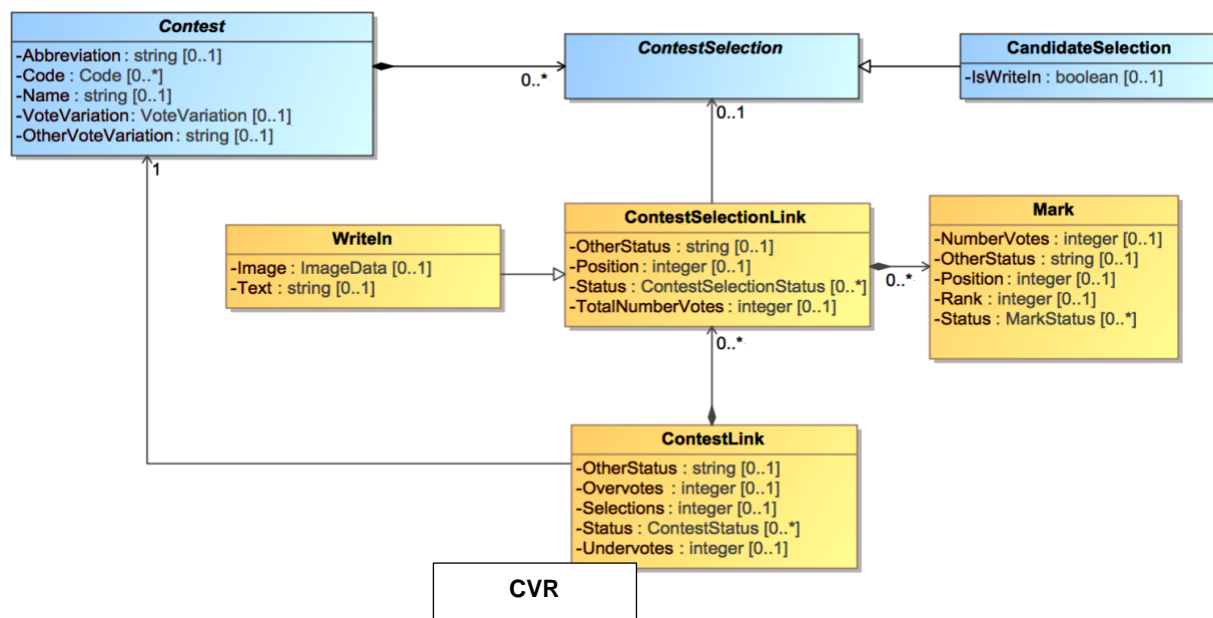 Contest
-Abbreviation : string [0..1]
-Code : Code [0..*]
-Name : string [0..1]
-VoteVariation : VoteVariation [0..1]
-OtherVoteVariation : string [0..1]
0..*
ContestSelection
CandidateSelection
-IsWriteIn : boolean [0..1]
0..1
1
WriteIn
-Image : ImageData [0..1]
-Text : string [0..1]
ContestSelectionLink
-OtherStatus : string [0..1]
-Position : integer [0..1]
-Status : ContestSelectionStatus [0..*]
-TotalNumberVotes : integer [0..1]
0..*
Mark
-NumberVotes : integer [0..1]
-OtherStatus : string [0..1]
-Position : integer [0..1]
-Rank : integer [0..1]
-Status : MarkStatus [0..*]
0..*
ContestLink
-OtherStatus : string [0..1]
-Overvotes : integer [0..1]
-Selections : integer [0..1]
-Status : ContestStatus [0..*]
-Undervotes : integer [0..1]
CVR